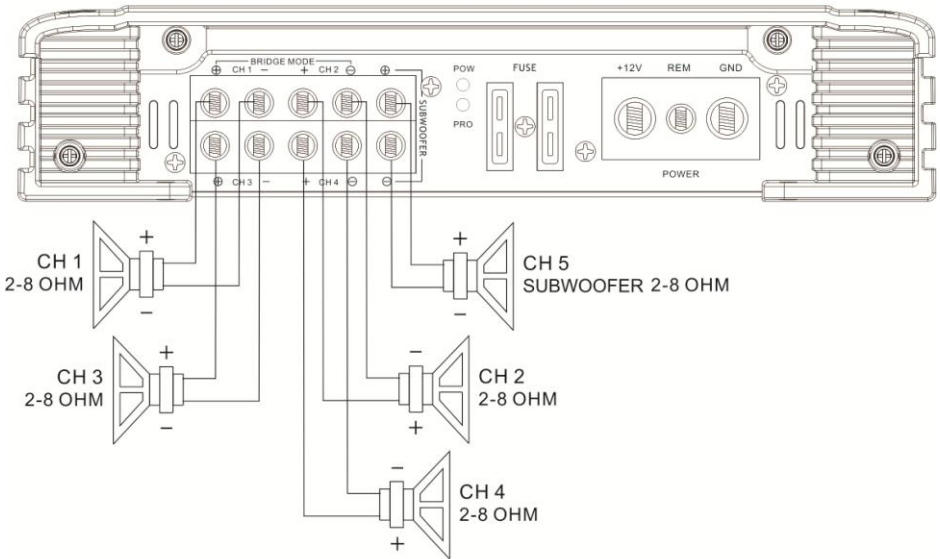 BRIDGE MODE
⊕ CH 1 − + CH 2 ⊖ ⊕
SUBWOOFER
⊕ CH 3 − + CH 4 ⊖ ⊖
POW
PRO
FUSE
+12V REM GND
POWER
+
CH 1
2-8 OHM
−
+
CH 5
SUBWOOFER 2-8 OHM
−
+
CH 3
2-8 OHM
−
−
CH 2
2-8 OHM
+
−
CH 4
2-8 OHM
+